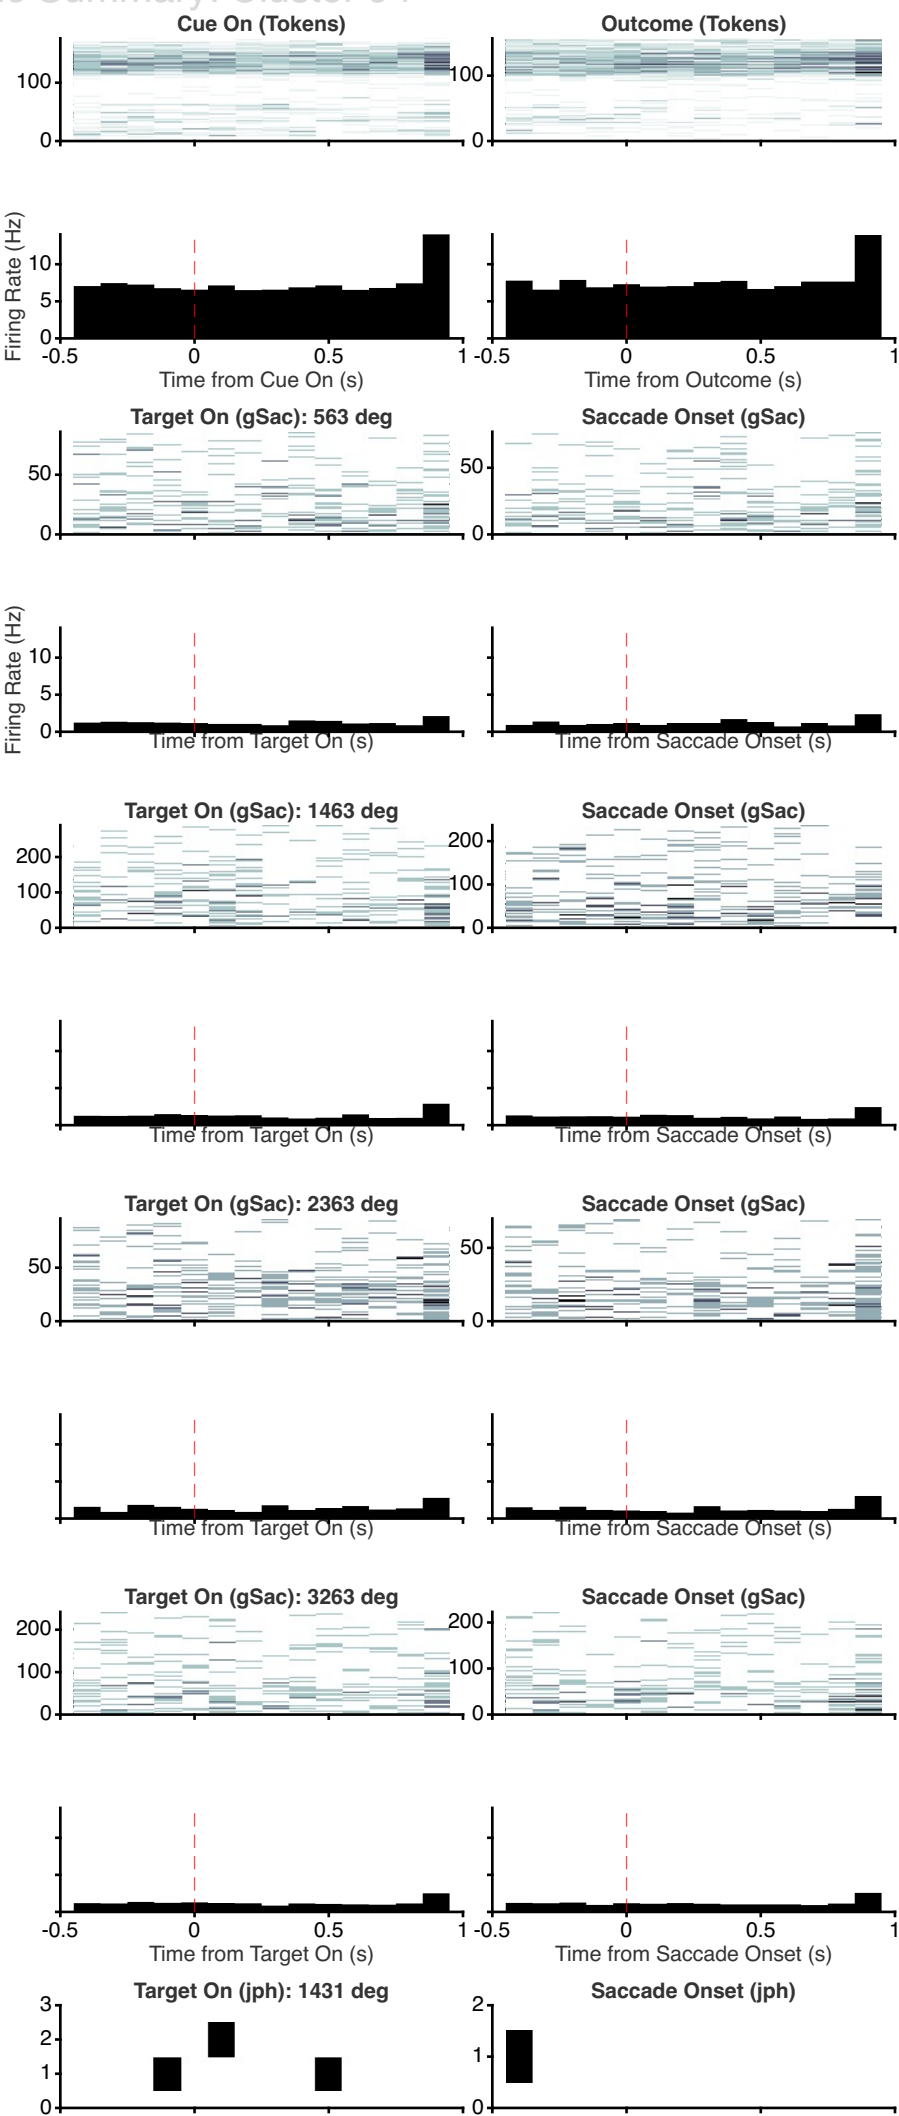 Summary: Cluster
Cue On (Tokens) Outcome (Tokens)
100 100
0 0
Firing Rate (Hz)
10
5
0
-0.5 0 0.5 1 -0.5 0 0.5 1
Time from Cue On (s) Time from Outcome (s)
Target On (gSac): 563 deg Saccade Onset (gSac)
50 50
0 0
Firing Rate (Hz)
10
5
0
Time from Target On (s) Time from Saccade Onset (s)
Target On (gSac): 1463 deg Saccade Onset (gSac)
200 200
100 100
0 0
Time from Target On (s) Time from Saccade Onset (s)
Target On (gSac): 2363 deg Saccade Onset (gSac)
50 50
0 0
Time from Target On (s) Time from Saccade Onset (s)
Target On (gSac): 3263 deg Saccade Onset (gSac)
200 200
100 100
0 0
-0.5 0 0.5 1 -0.5 0 0.5 1
Time from Target On (s) Time from Saccade Onset (s)
Target On (jph): 1431 deg Saccade Onset (jph)
3 2
2
1 1
0 0